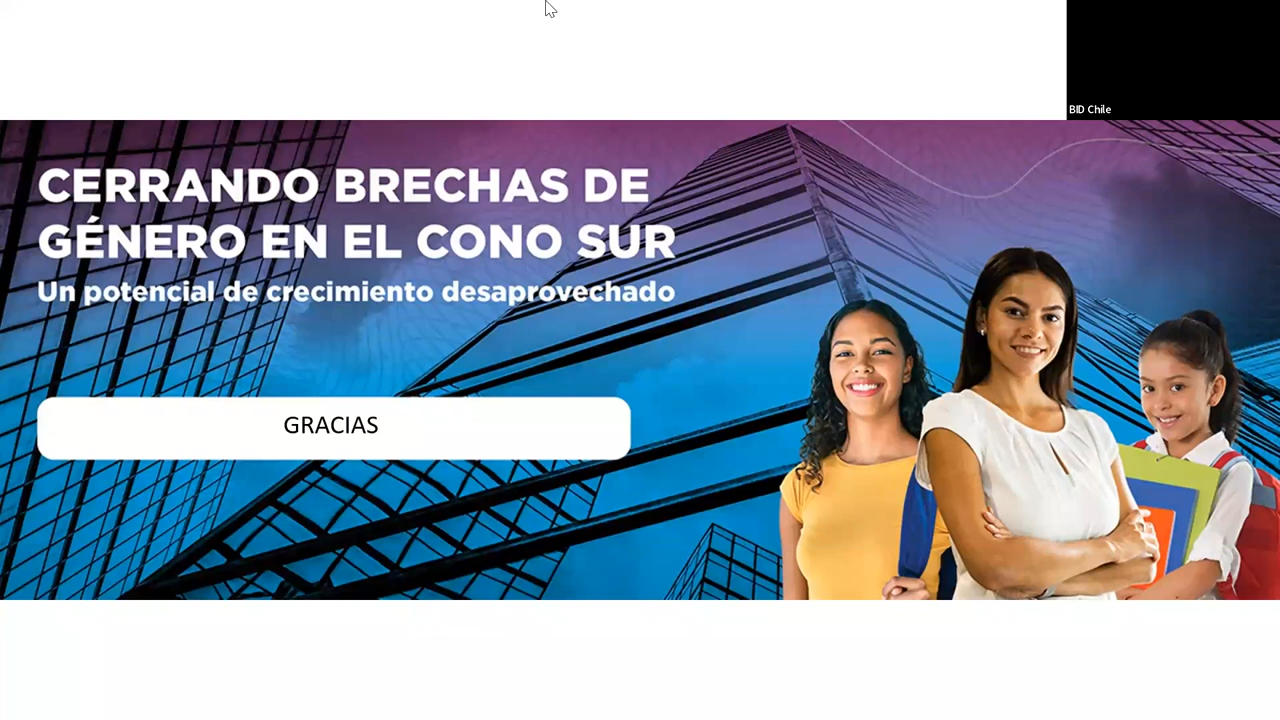 BID Chile
CERRANDO BRECHAS DE
GÉNERO EN EL CONO SUR
Un potencial de crecimiento desaprovechado
GRACIAS